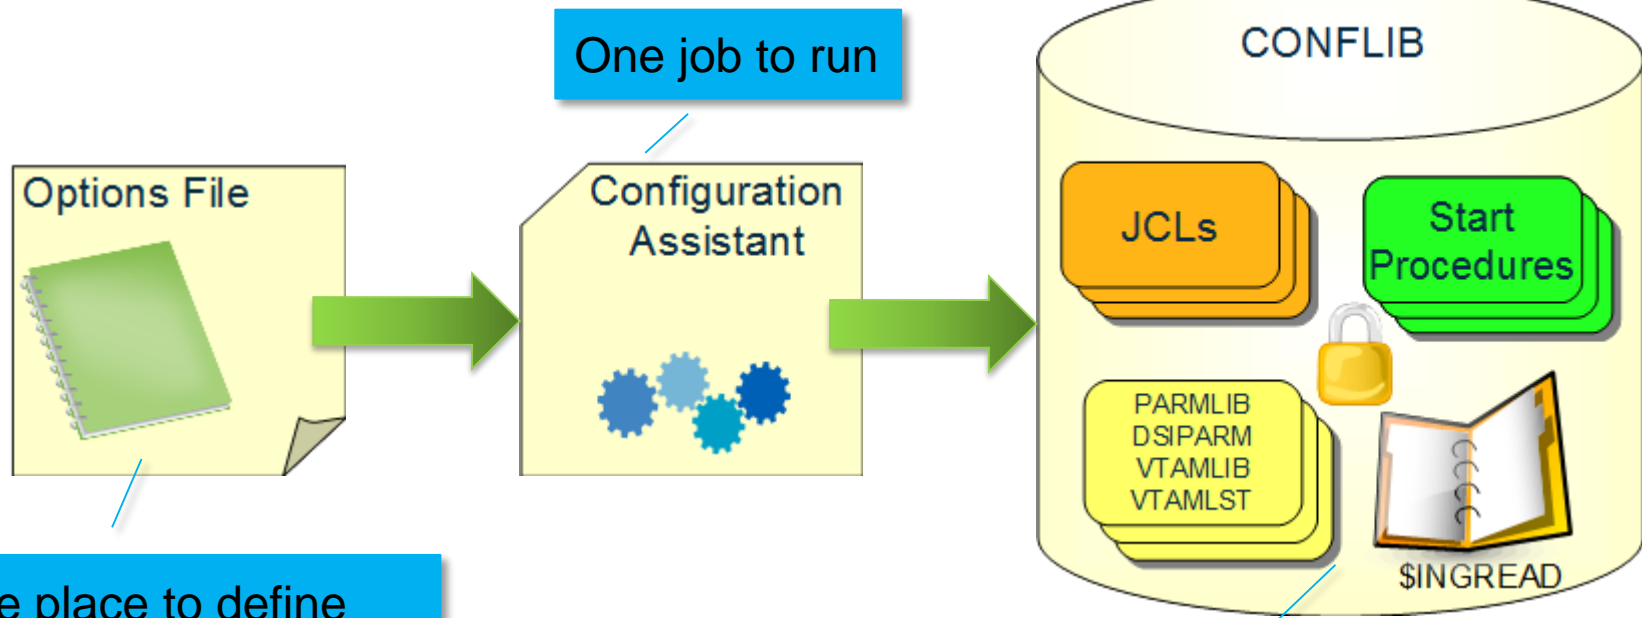 One job to run
CONFLIB
Options File
Configuration
Assistant
JCLs
Start
Procedures
PARMLIB
DSIPARM
VTAMLIB
VTAMLST
$INGREAD
place to define